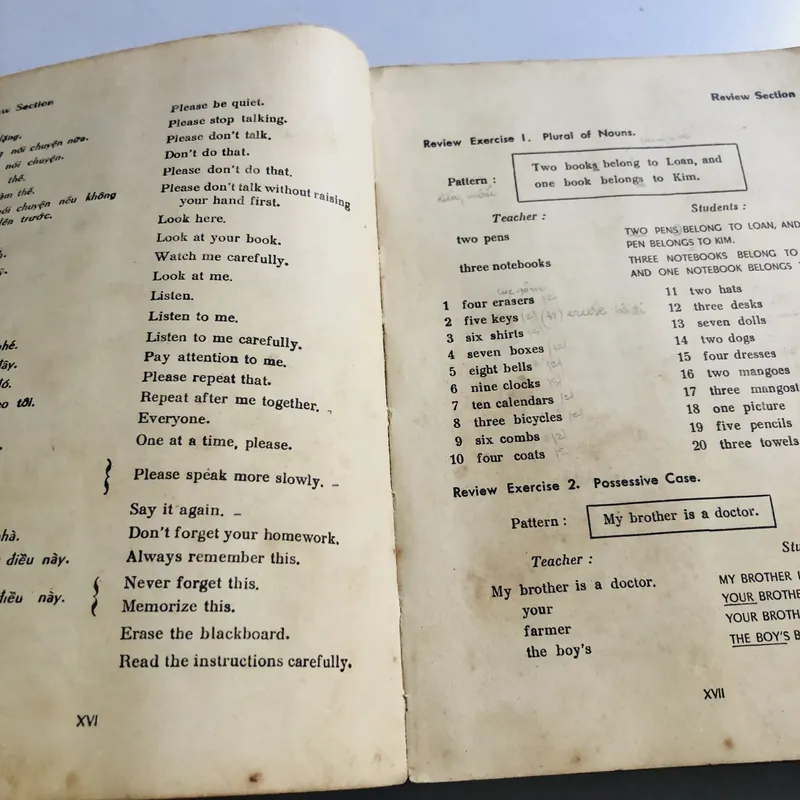 Review Section
nói chuyện nữa.
nói chuyện.
thế.
nói chuyện nếu không
lên trước.
nhé.
đây.
đó.
tôi.
nhà.
điều này.
điều này.
Please be quiet.
Please stop talking.
Please don't talk.
Don't do that.
Please don't do that.
Please don't talk without raising
your hand first.
Look here.
Look at your book.
Watch me carefully.
Look at me.
Listen.
Listen to me.
Listen to me carefully.
Pay attention to me.
Please repeat that.
Repeat after me together.
Everyone.
One at a time, please.
Please speak more slowly.
Say it again.
Don't forget your homework.
Always remember this.
Never forget this.
Memorize this.
Erase the blackboard.
Read the instructions carefully.
XVI
Review Section
Review Exercise 1. Plural of Nouns.
Pattern : Two books belong to Loan, and
one book belongs to Kim.
Teacher : Students :
two pens TWO PENS BELONG TO LOAN, AND
PEN BELONGS TO KIM.
three notebooks THREE NOTEBOOKS BELONG TO
AND ONE NOTEBOOK BELONGS
1 four erasers
2 five keys
3 six shirts
4 seven boxes
5 eight bells
6 nine clocks
7 ten calendars
8 three bicycles
9 six combs
10 four coats
11 two hats
12 three desks
13 seven dolls
14 two dogs
15 four dresses
16 two mangoes
17 three mangost
18 one picture
19 five pencils
20 three towels
Review Exercise 2. Possessive Case.
Pattern : My brother is a doctor.
Teacher : Stu
My brother is a doctor. MY BROTHER
your YOUR BROTHE
farmer YOUR BROTH
the boy's THE BOY'S B
XVII